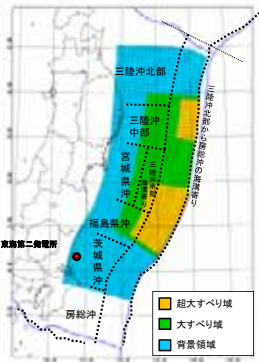 三陸沖北部
三陸沖
中部
宮城県沖
三陸沖北部から房総沖の海溝寄り
福島県沖
茨城県沖
東海第二発電所
房総沖
超大すべり域
大すべり域
背景領域